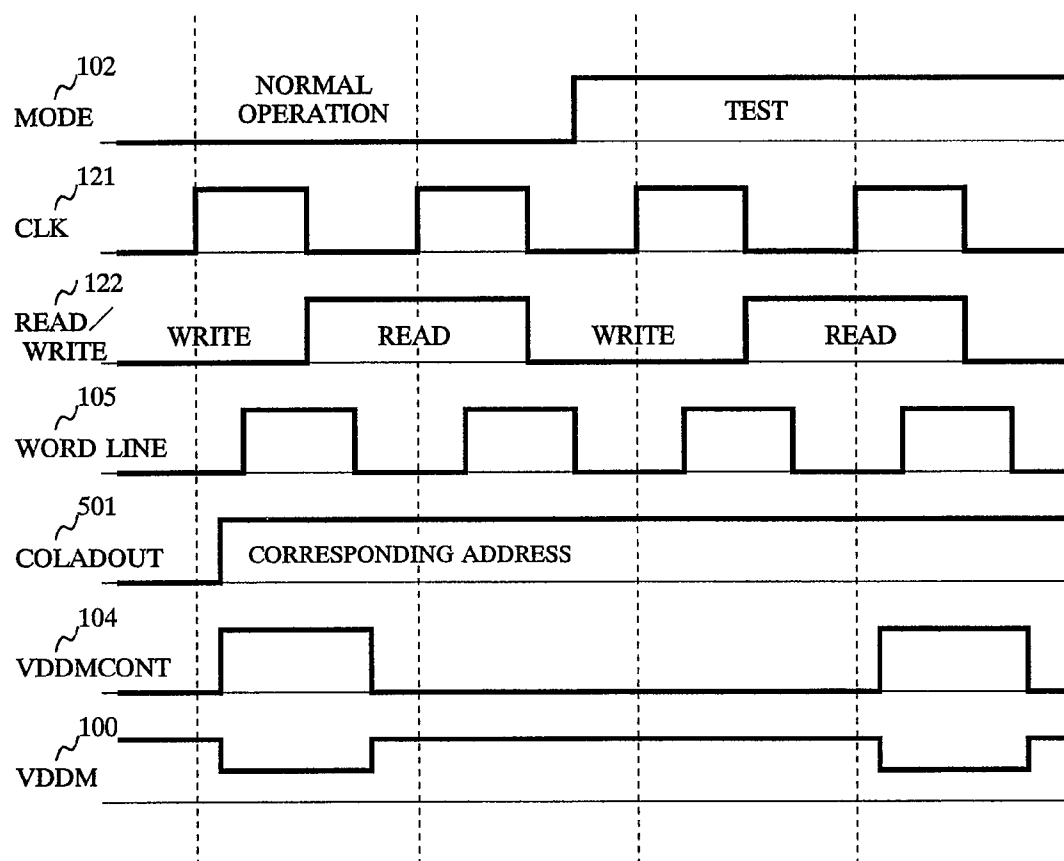 102
MODE
NORMAL
OPERATION
TEST
121
CLK
122
READ/
WRITE
WRITE
READ
WRITE
READ
105
WORD LINE
501
COLADOUT
CORRESPONDING ADDRESS
104
VDDMCONT
100
VDDM